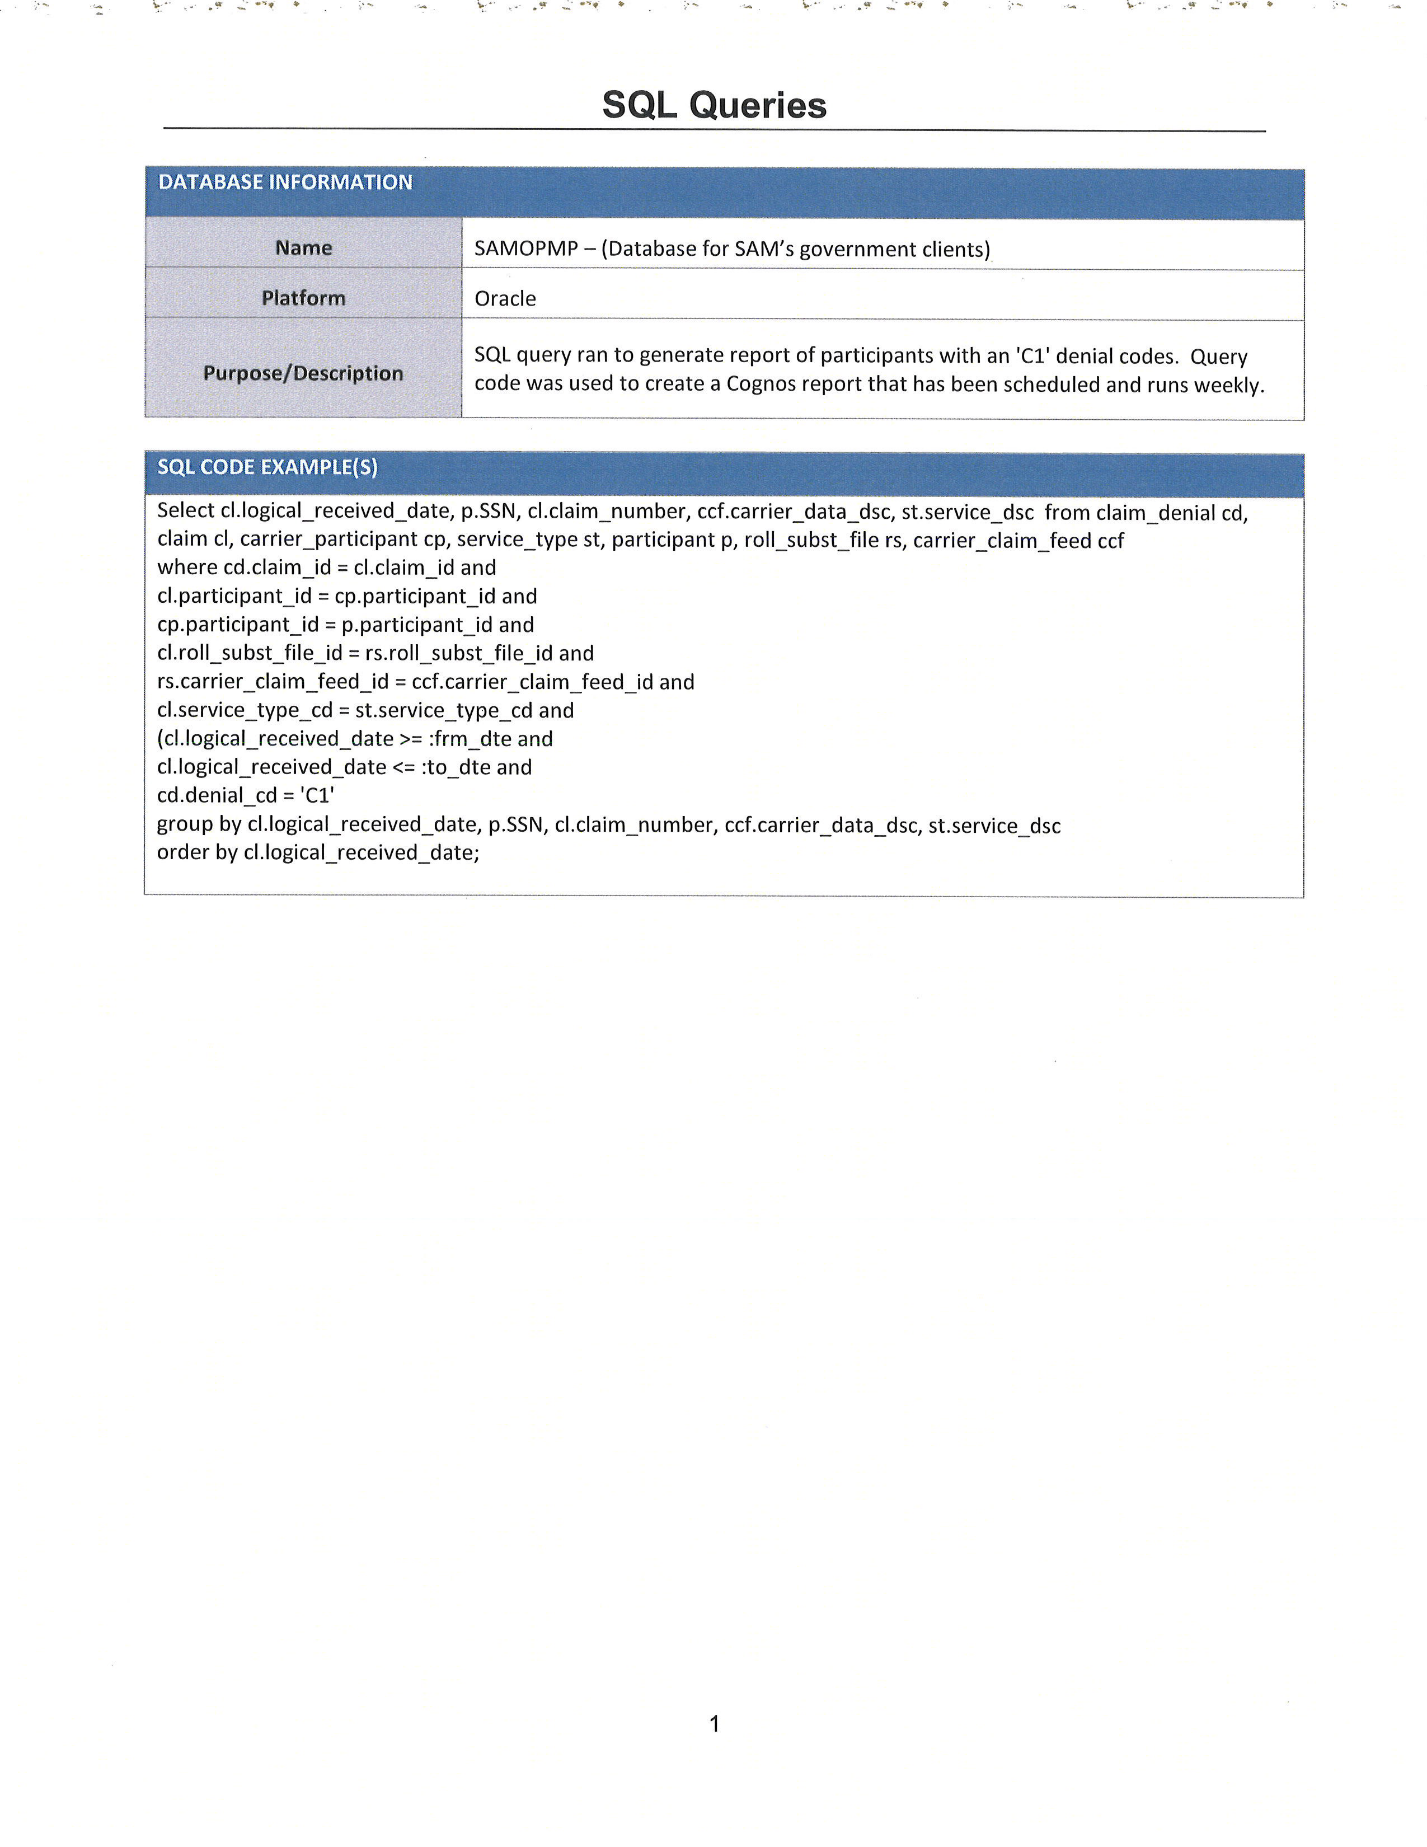 SQL Queries
DATABASE INFORMATION
Name
SAMOPMP – (Database for SAM's government clients)
Platform
Oracle
Purpose/Description
SQL query ran to generate report of participants with an 'C1' denial codes.  Query
code was used to create a Cognos report that has been scheduled and runs weekly.
SQL CODE EXAMPLE(S)
Select cl.logical_received_date, p.SSN, cl.claim_number, ccf.carrier_data_dsc, st.service_dsc  from claim_denial cd,
claim cl, carrier_participant cp, service_type st, participant p, roll_subst_file rs, carrier_claim_feed ccf
where cd.claim_id = cl.claim_id and
cl.participant_id = cp.participant_id and
cp.participant_id = p.participant_id and
cl.roll_subst_file_id = rs.roll_subst_file_id and
rs.carrier_claim_feed_id = ccf.carrier_claim_feed_id and
cl.service_type_cd = st.service_type_cd and
(cl.logical_received_date >= :frm_dte and
cl.logical_received_date <= :to_dte and
cd.denial_cd = 'C1'
group by cl.logical_received_date, p.SSN, cl.claim_number, ccf.carrier_data_dsc, st.service_dsc
order by cl.logical_received_date;
1